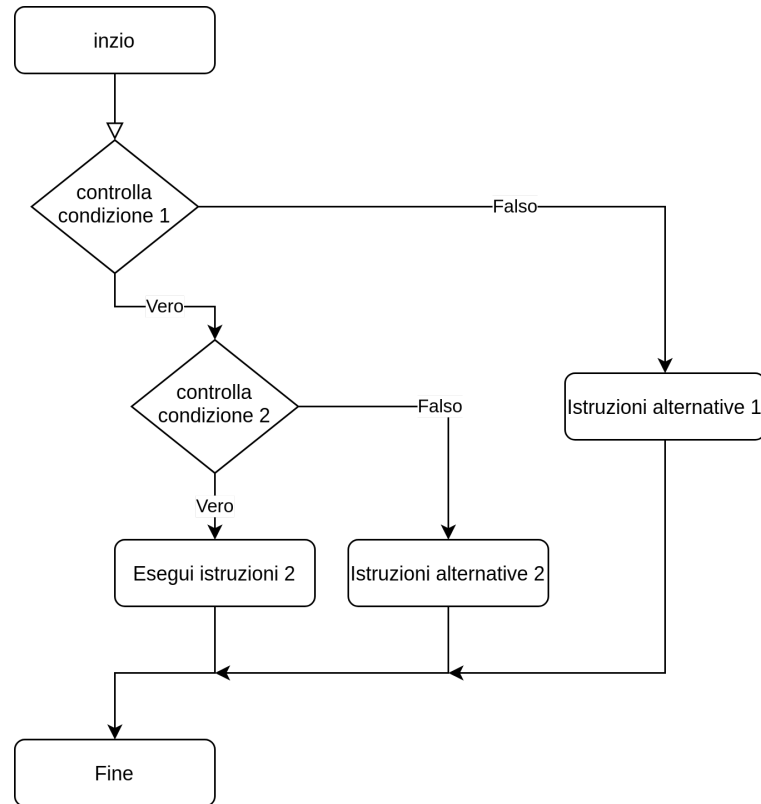 inzio
controlla
condizione 1
Falso
Vero
controlla
condizione 2
Falso
Istruzioni alternative 1
Vero
Esegui istruzioni 2
Istruzioni alternative 2
Fine